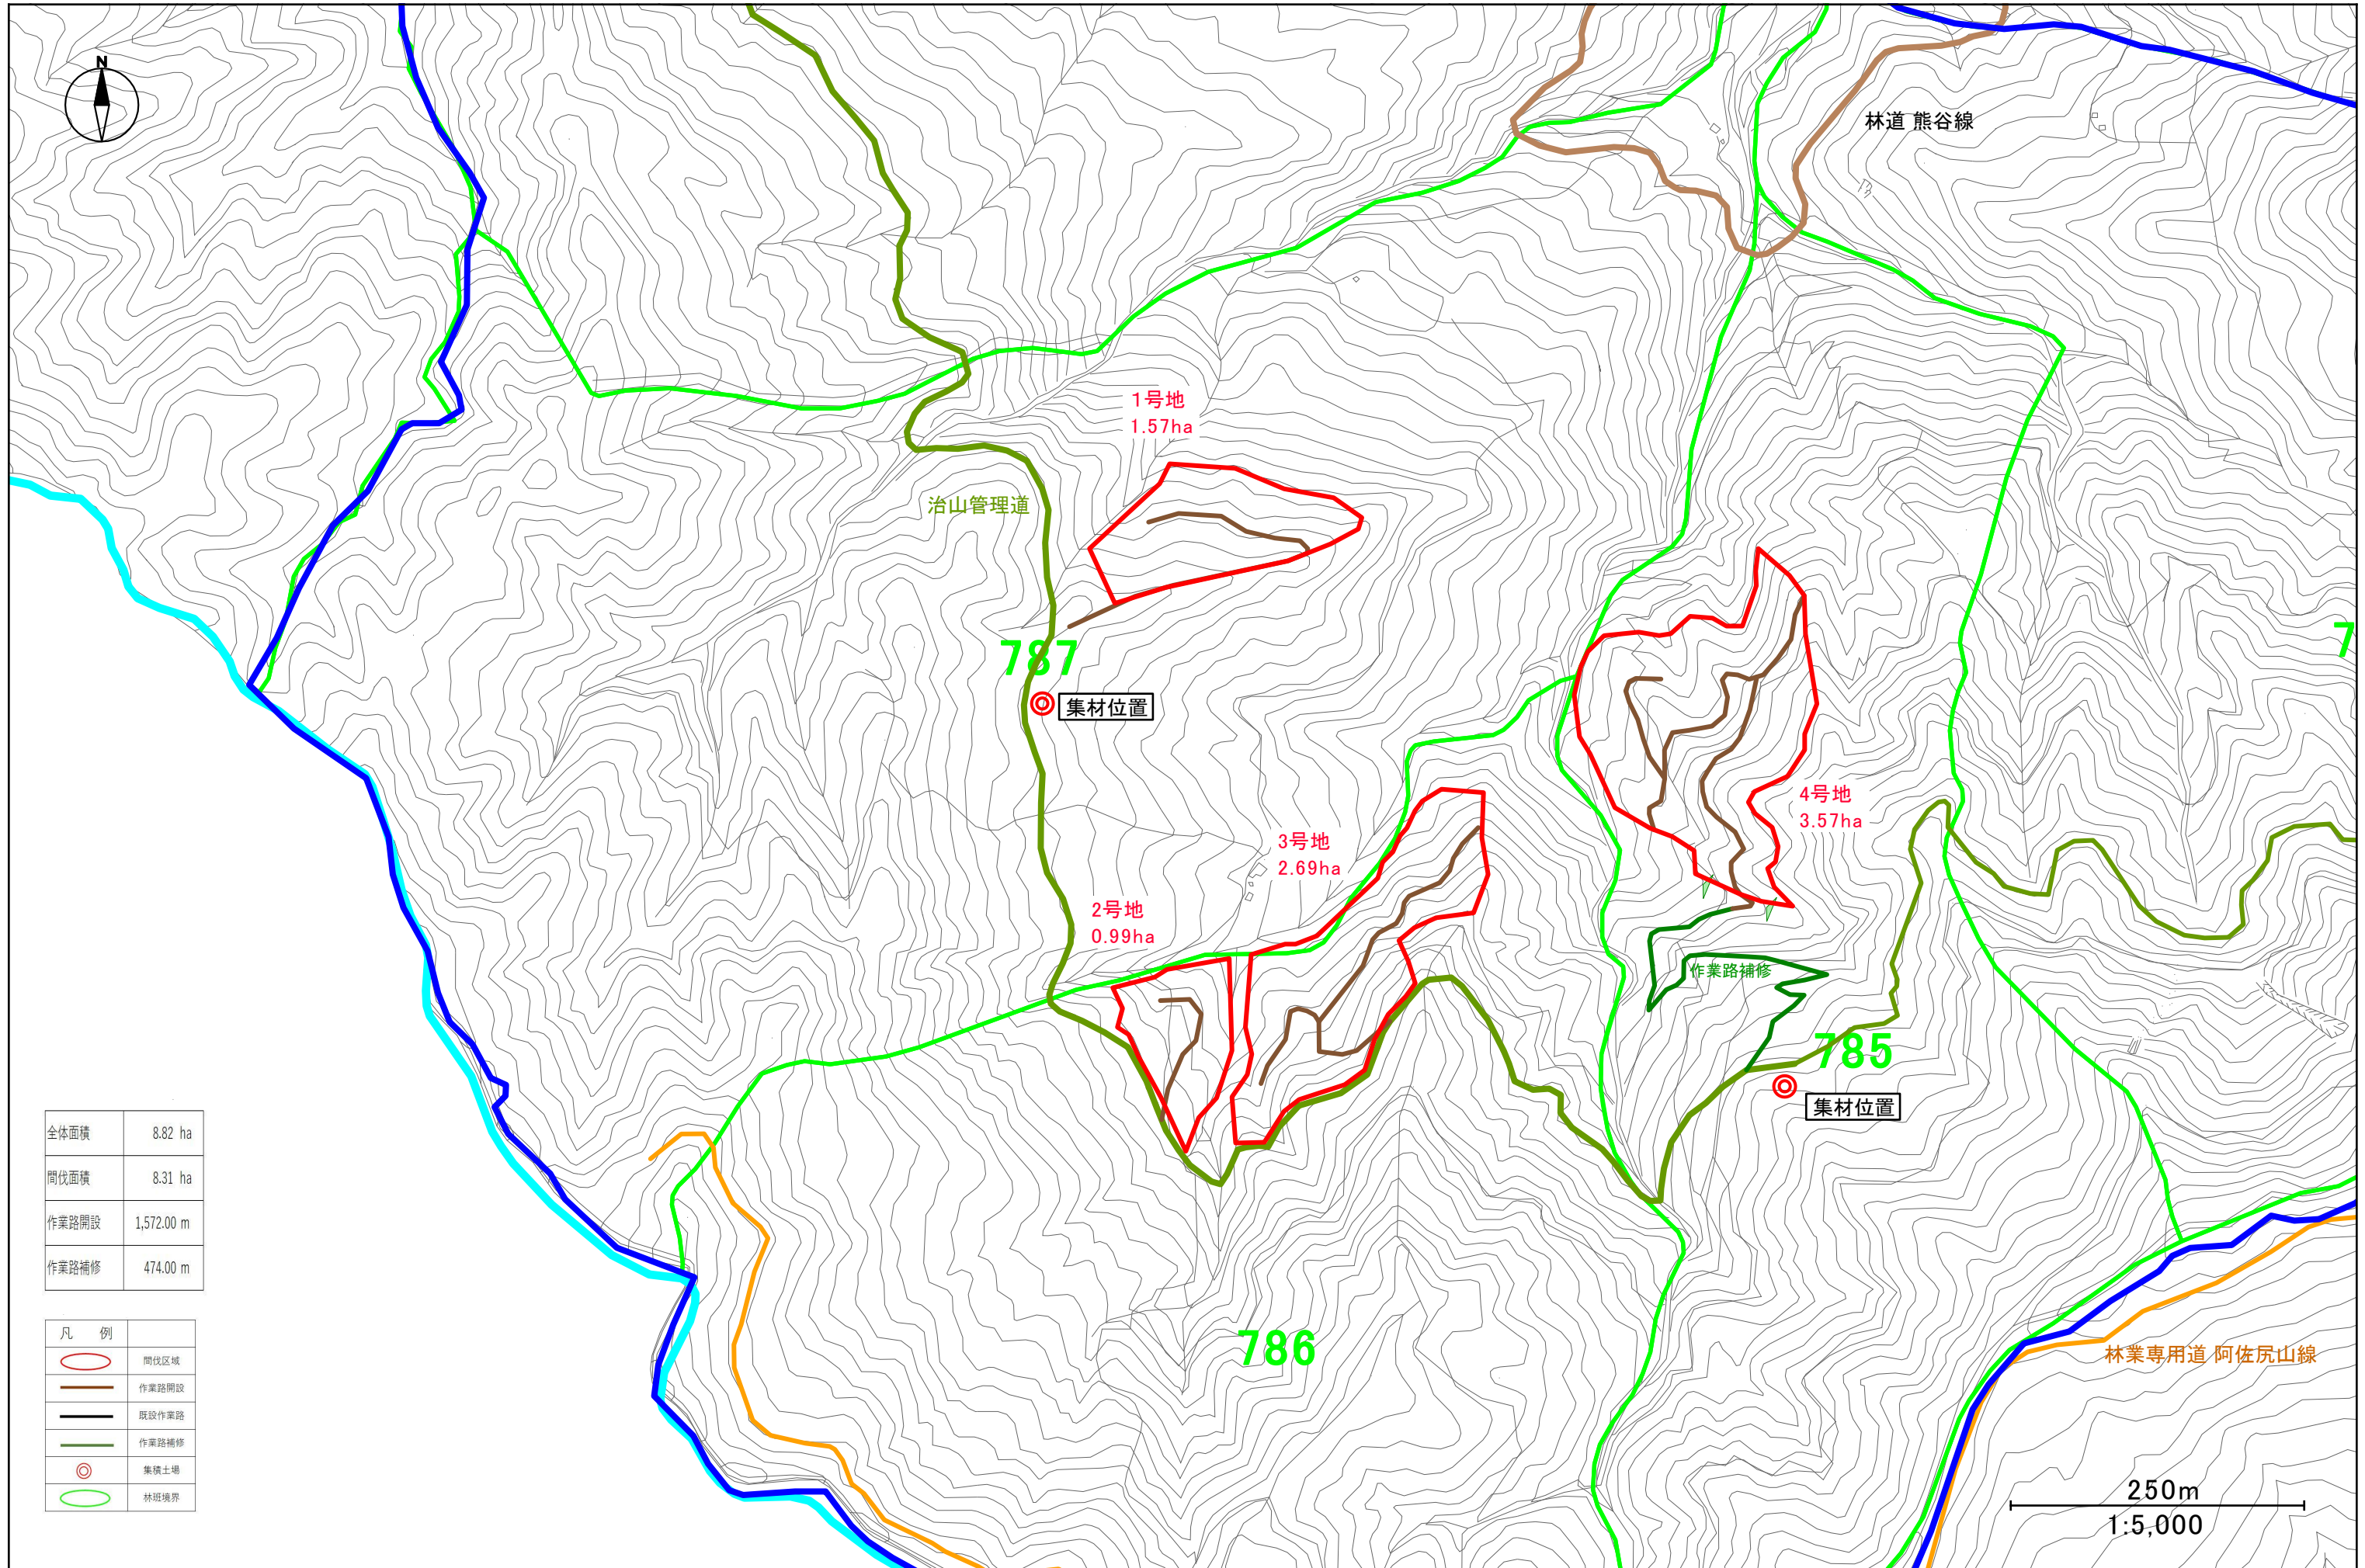 N
林道 熊谷線
1号地
1.57ha
治山管理道
787
7
集材位置
4号地
3.57ha
3号地
2.69ha
2号地
0.99ha
作業路補修
785
集材位置
全体面積 8.82 ha
間伐面積 8.31 ha
作業路開設 1,572.00 m
作業路補修 474.00 m
凡 例
間伐区域
作業路開設
既設作業路
作業路補修
集積土場
林班境界
786
林業専用道 阿佐尻山線
250m
1:5,000